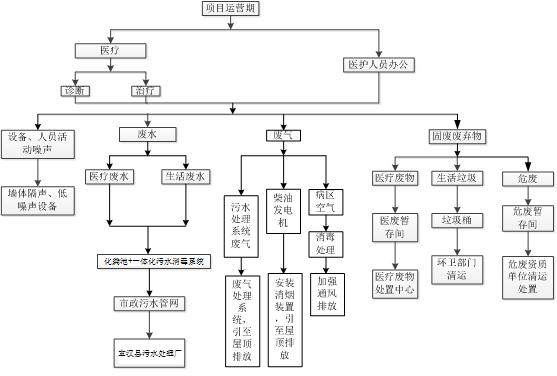 项目运营期
医疗
医护人员办公
诊断
治疗
设备、人员活
动噪声
废水
废气
固废废弃物
墙体隔声、低
噪声设备
医疗废水
生活废水
污水
处理
系统
废气
柴油
发电
机
病区
空气
医疗废物
生活垃圾
危废
消毒
处理
医废暂
存间
垃圾桶
危废暂
存间
化粪池+一体化污水消毒系统
废气
处理
系统，
引至
屋顶
排放
安装
消烟
装置
，引
至屋
顶排
放
加强
通风
排放
医疗废物
处置中心
环卫部门
清运
危废资质
单位清运
处置
市政污水管网
宣汉县污水处理厂